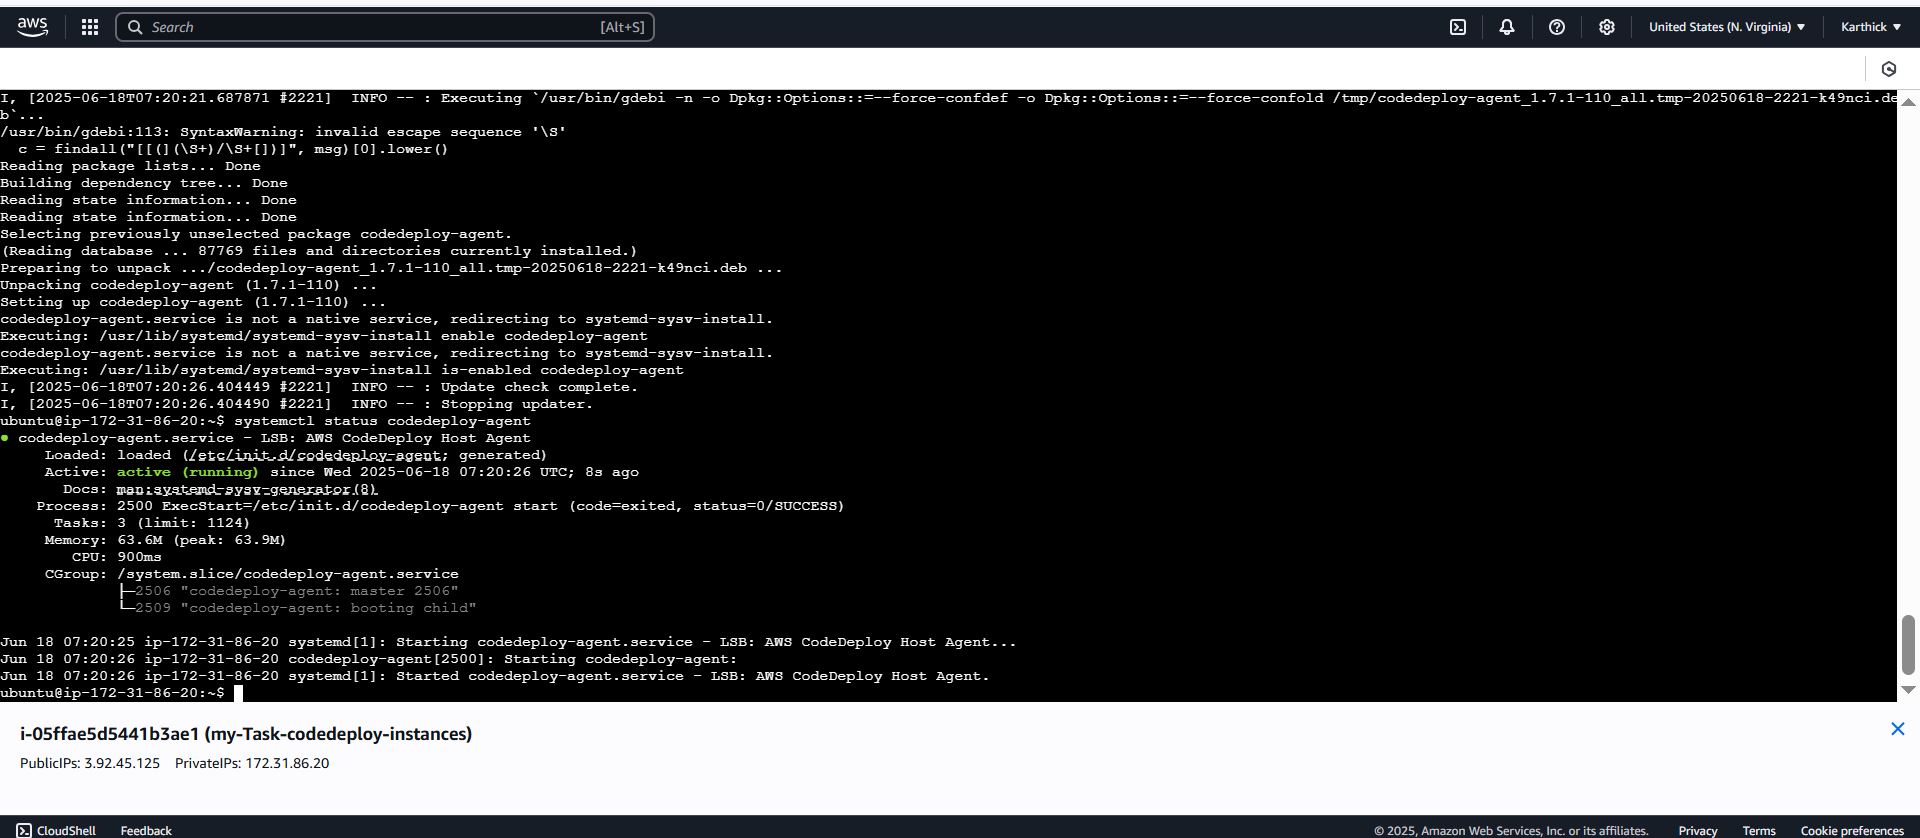 aws
Search [Alt+S]
United States (N. Virginia)
Karthick
I, [2025-06-18T07:20:21.687871 #2221]  INFO -- : Executing `/usr/bin/gdebi -n -o Dpkg::Options::=--force-confdef -o Dpkg::Options::=--force-confold /tmp/codedeploy-agent_1.7.1-110_all.tmp-20250618-2221-k49nci.de
b`...
/usr/bin/gdebi:113: SyntaxWarning: invalid escape sequence '\S'
  c = findall("[[(](\S+)/\S+[])]", msg)[0].lower()
Reading package lists... Done
Building dependency tree... Done
Reading state information... Done
Reading state information... Done
Selecting previously unselected package codedeploy-agent.
(Reading database ... 87769 files and directories currently installed.)
Preparing to unpack .../codedeploy-agent_1.7.1-110_all.tmp-20250618-2221-k49nci.deb ...
Unpacking codedeploy-agent (1.7.1-110) ...
Setting up codedeploy-agent (1.7.1-110) ...
codedeploy-agent.service is not a native service, redirecting to systemd-sysv-install.
Executing: /usr/lib/systemd/systemd-sysv-install enable codedeploy-agent
codedeploy-agent.service is not a native service, redirecting to systemd-sysv-install.
Executing: /usr/lib/systemd/systemd-sysv-install is-enabled codedeploy-agent
I, [2025-06-18T07:20:26.404449 #2221]  INFO -- : Update check complete.
I, [2025-06-18T07:20:26.404490 #2221]  INFO -- : Stopping updater.
ubuntu@ip-172-31-86-20:~$ systemctl status codedeploy-agent
● codedeploy-agent.service - LSB: AWS CodeDeploy Host Agent
     Loaded: loaded (/etc/init.d/codedeploy-agent; generated)
     Active: active (running) since Wed 2025-06-18 07:20:26 UTC; 8s ago
       Docs: man:systemd-sysv-generator(8)
    Process: 2500 ExecStart=/etc/init.d/codedeploy-agent start (code=exited, status=0/SUCCESS)
      Tasks: 3 (limit: 1124)
     Memory: 63.6M (peak: 63.9M)
        CPU: 900ms
     CGroup: /system.slice/codedeploy-agent.service
             ├─2506 "codedeploy-agent: master 2506"
             └─2509 "codedeploy-agent: booting child"
Jun 18 07:20:25 ip-172-31-86-20 systemd[1]: Starting codedeploy-agent.service - LSB: AWS CodeDeploy Host Agent...
Jun 18 07:20:26 ip-172-31-86-20 codedeploy-agent[2500]: Starting codedeploy-agent:
Jun 18 07:20:26 ip-172-31-86-20 systemd[1]: Started codedeploy-agent.service - LSB: AWS CodeDeploy Host Agent.
ubuntu@ip-172-31-86-20:~$
i-05ffae5d5441b3ae1 (my-Task-codedeploy-instances)
PublicIPs: 3.92.45.125 PrivateIPs: 172.31.86.20
CloudShell Feedback © 2025, Amazon Web Services, Inc. or its affiliates. Privacy Terms Cookie preferences